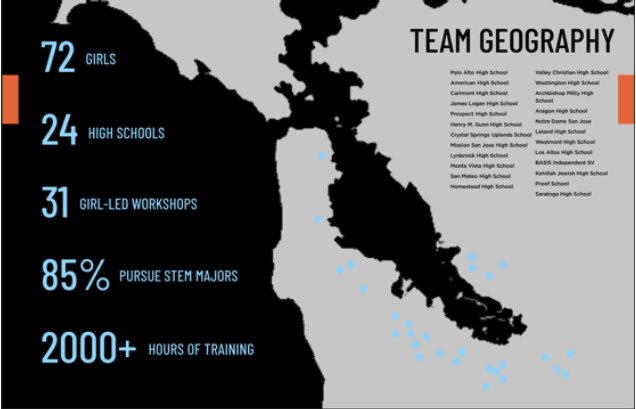 72 GIRLS
24 HIGH SCHOOLS
31 GIRL-LED WORKSHOPS
85% PURSUE STEM MAJORS
2000+ HOURS OF TRAINING
TEAM GEOGRAPHY
Palo Alto High School
American High School
Carlmont High School
James Logan High School
Prospect High School
Henry M. Gunn High School
Crystal Springs Uplands School
Mission San Jose High School
Lynbrook High School
Monta Vista High School
San Mateo High School
Homestead High School
Valley Christian High School
Washington High School
Archbishop Mitty High
School
Aragon High School
Notre Dame San Jose
Leland High School
Westmont High School
Los Altos High School
BASIS Independent SV
Kehillah Jewish High School
Proof School
Saratoga High School